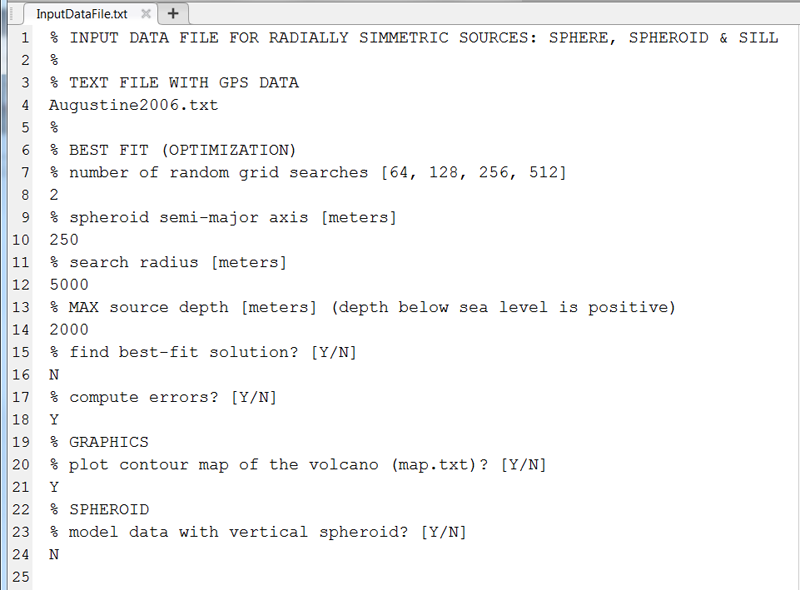 InputDataFile.txt
1 % INPUT DATA FILE FOR RADIALLY SIMMETRIC SOURCES: SPHERE, SPHEROID & SILL
2 %
3 % TEXT FILE WITH GPS DATA
4 Augustine2006.txt
5 %
6 % BEST FIT (OPTIMIZATION)
7 % number of random grid searches [64, 128, 256, 512]
8 2
9 % spheroid semi-major axis [meters]
10 250
11 % search radius [meters]
12 5000
13 % MAX source depth [meters] (depth below sea level is positive)
14 2000
15 % find best-fit solution? [Y/N]
16 N
17 % compute errors? [Y/N]
18 Y
19 % GRAPHICS
20 % plot contour map of the volcano (map.txt)? [Y/N]
21 Y
22 % SPHEROID
23 % model data with vertical spheroid? [Y/N]
24 N
25